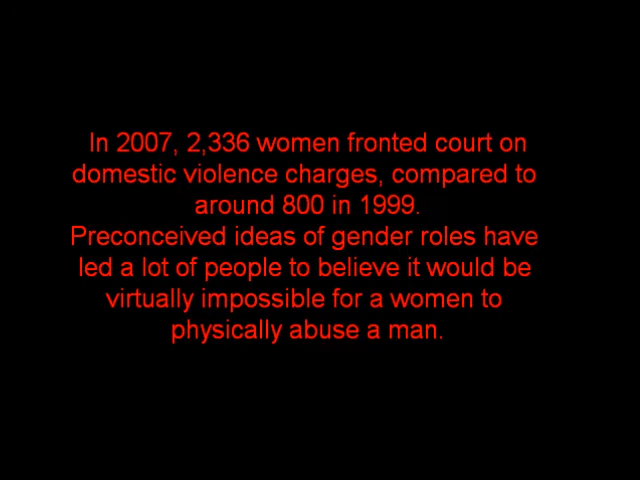 In 2007, 2,336 women fronted court on
domestic violence charges, compared to
around 800 in 1999.
Preconceived ideas of gender roles have
led a lot of people to believe it would be
virtually impossible for a women to
physically abuse a man.